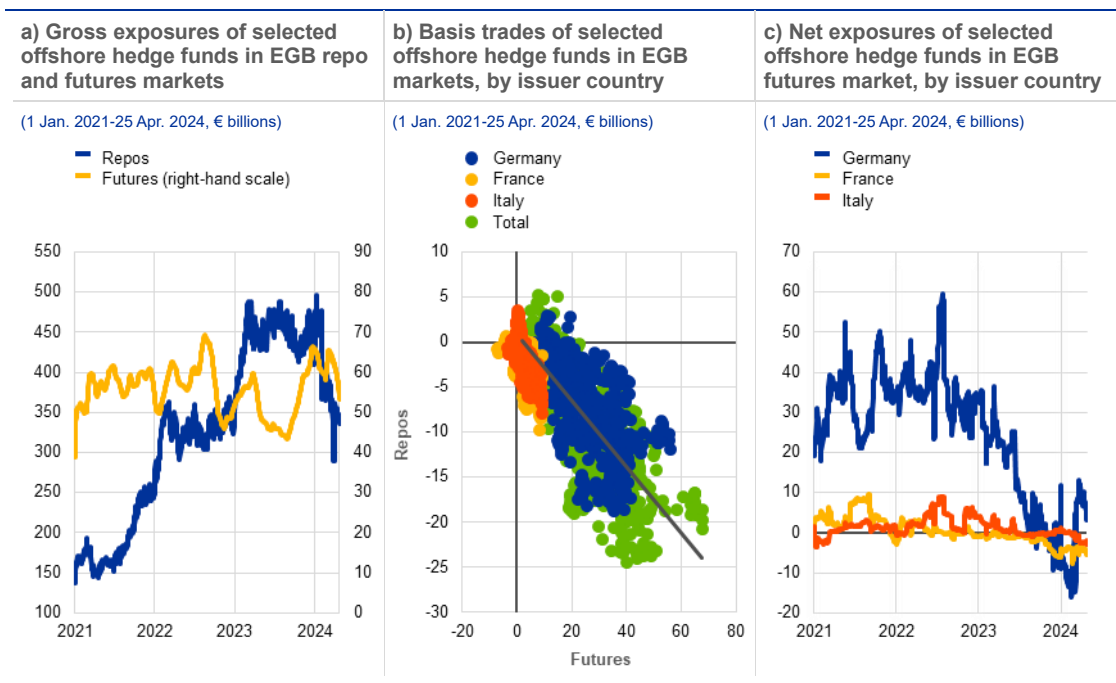 a) Gross exposures of selected
offshore hedge funds in EGB repo
and futures markets
(1 Jan. 2021-25 Apr. 2024, € billions)
Repos
Futures (right-hand scale)
550
500
450
400
350
300
250
200
150
100
90
80
70
60
50
40
30
20
10
0
2021
2022
2023
2024
b) Basis trades of selected
offshore hedge funds in EGB
markets, by issuer country
(1 Jan. 2021-25 Apr. 2024, € billions)
Germany
France
Italy
Total
Repos
10
5
0
-5
-10
-15
-20
-25
-30
-20
0
20
40
60
80
Futures
c) Net exposures of selected
offshore hedge funds in EGB
futures market, by issuer country
(1 Jan. 2021-25 Apr. 2024, € billions)
Germany
France
Italy
70
60
50
40
30
20
10
0
-10
-20
2021
2022
2023
2024